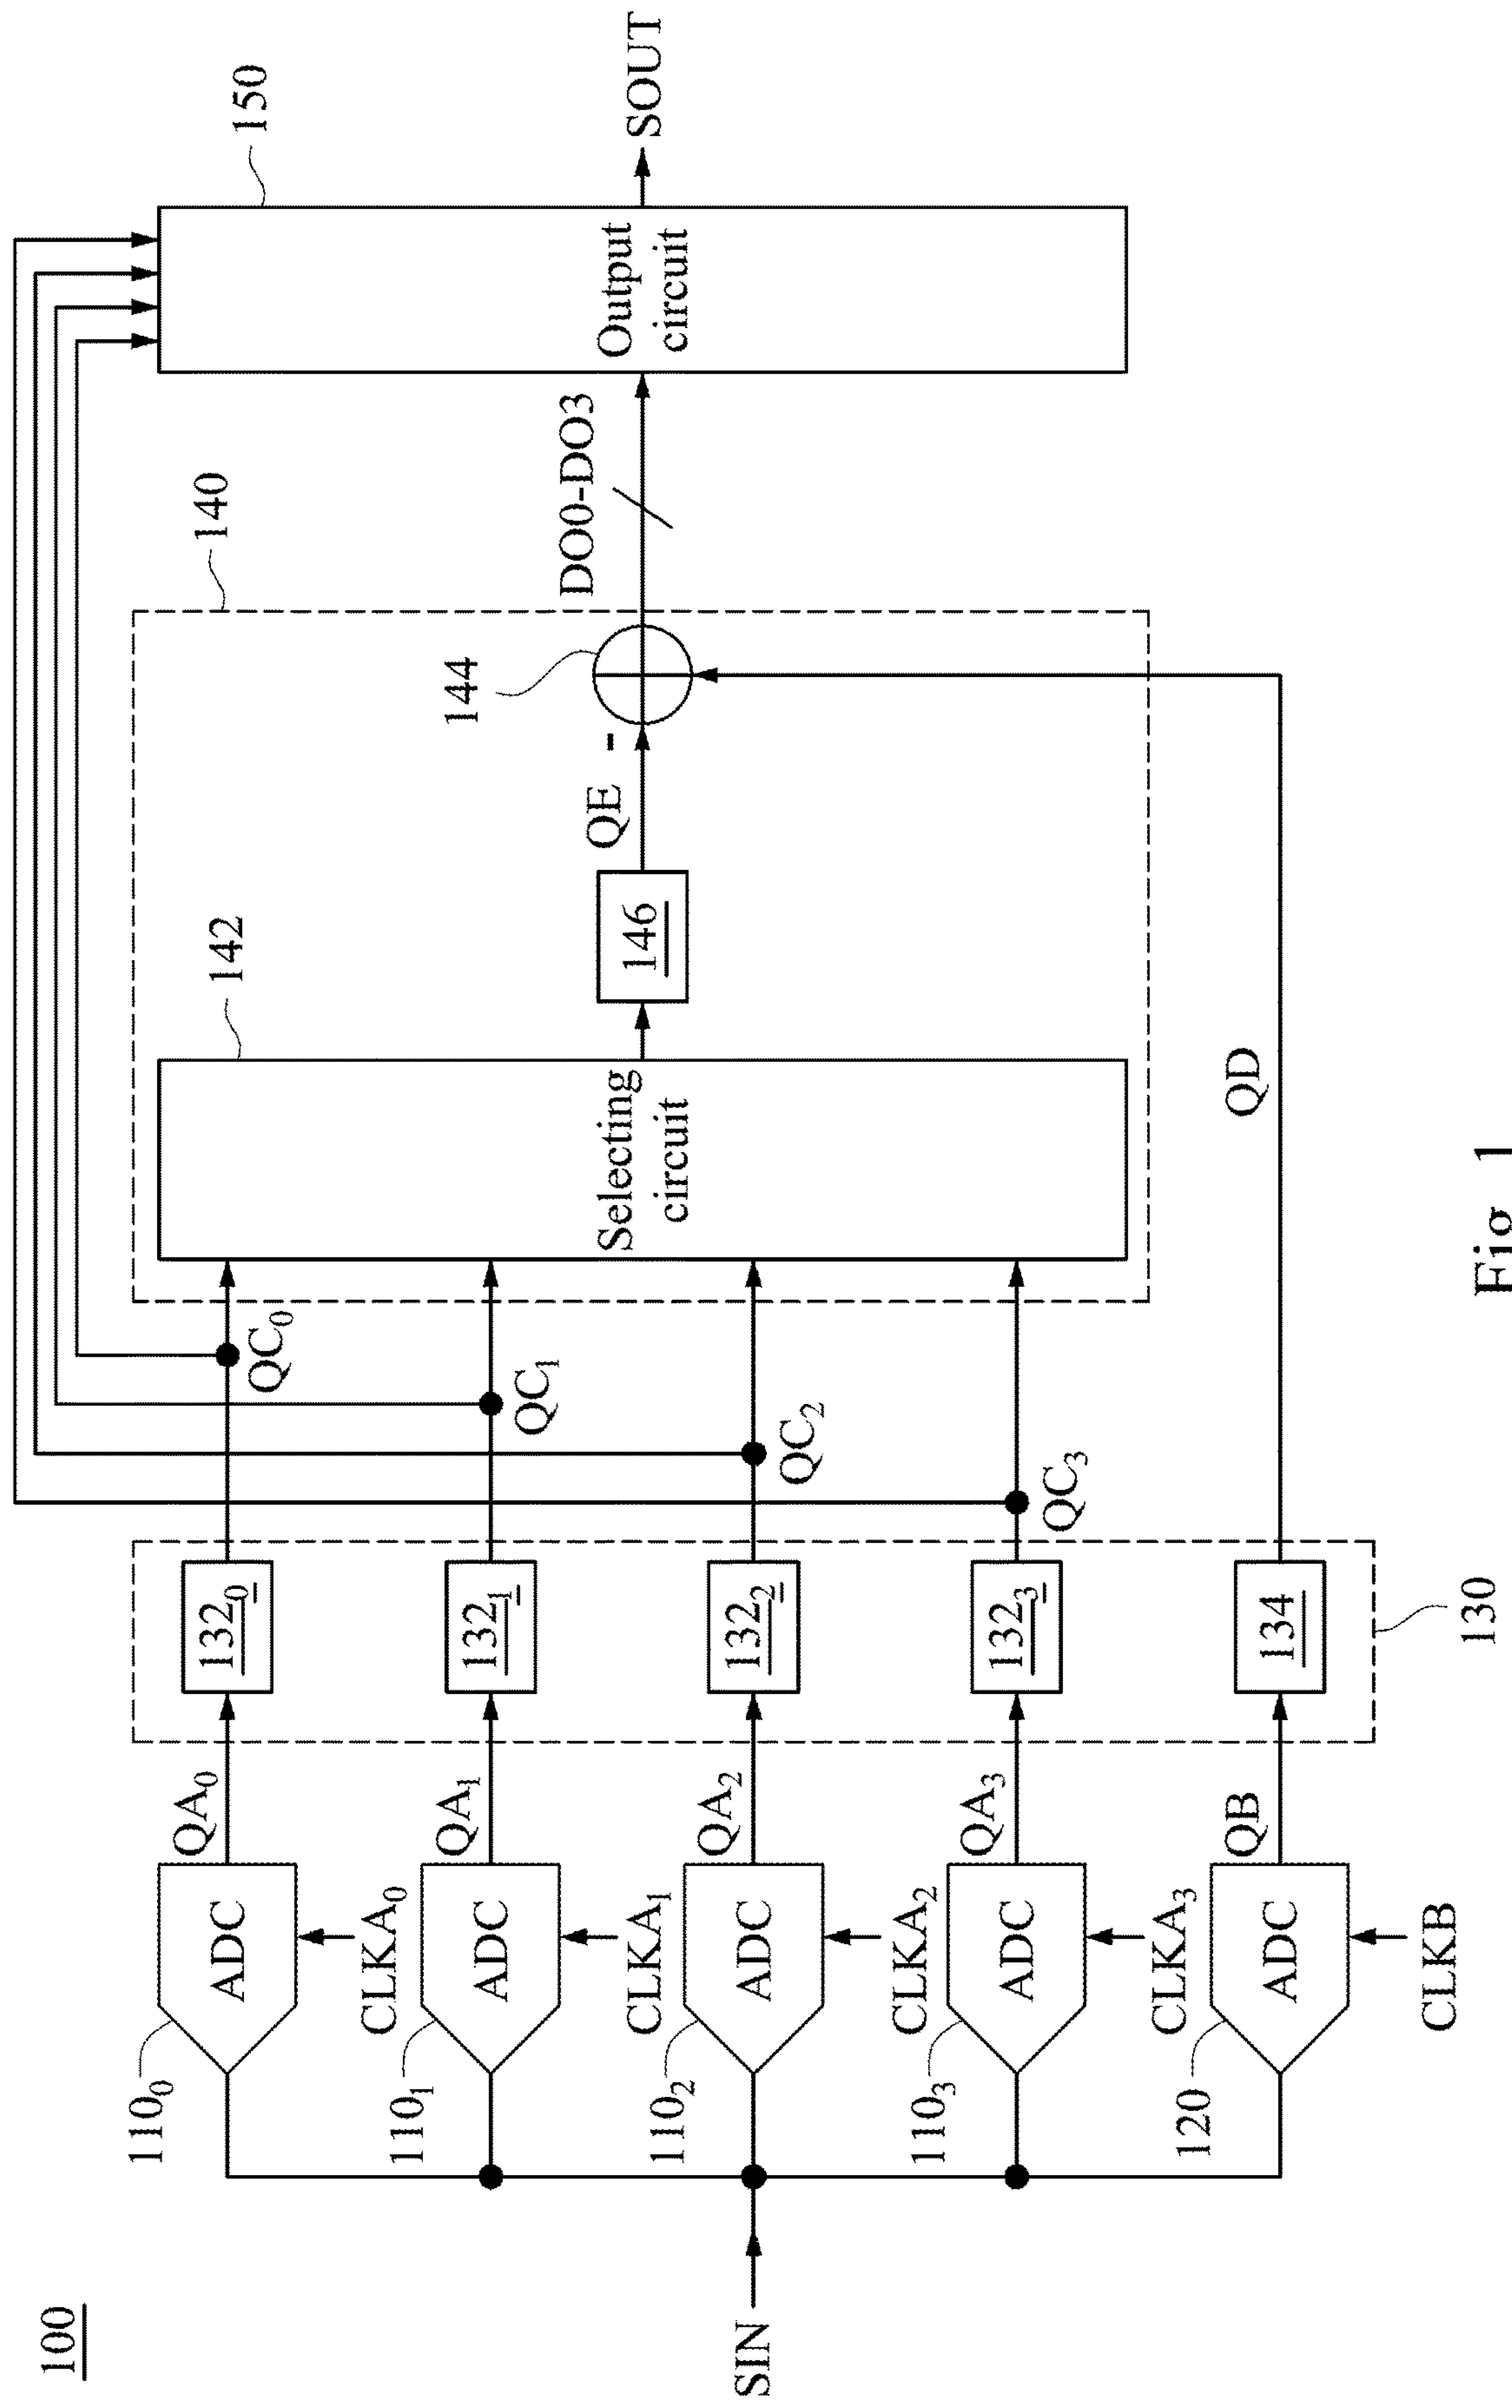 100
SIN
110₀
ADC
CLKA₀
QA₀
132₀
QC₀
110₁
ADC
CLKA₁
QA₁
132₁
QC₁
110₂
ADC
CLKA₂
QA₂
132₂
QC₂
110₃
ADC
CLKA₃
QA₃
132₃
QC₃
120
ADC
CLKB
QB
134
130
QD
142
Selecting
circuit
146
QE
-
144
140
DO0-DO3
150
Output
circuit
SOUT
Fig. 1